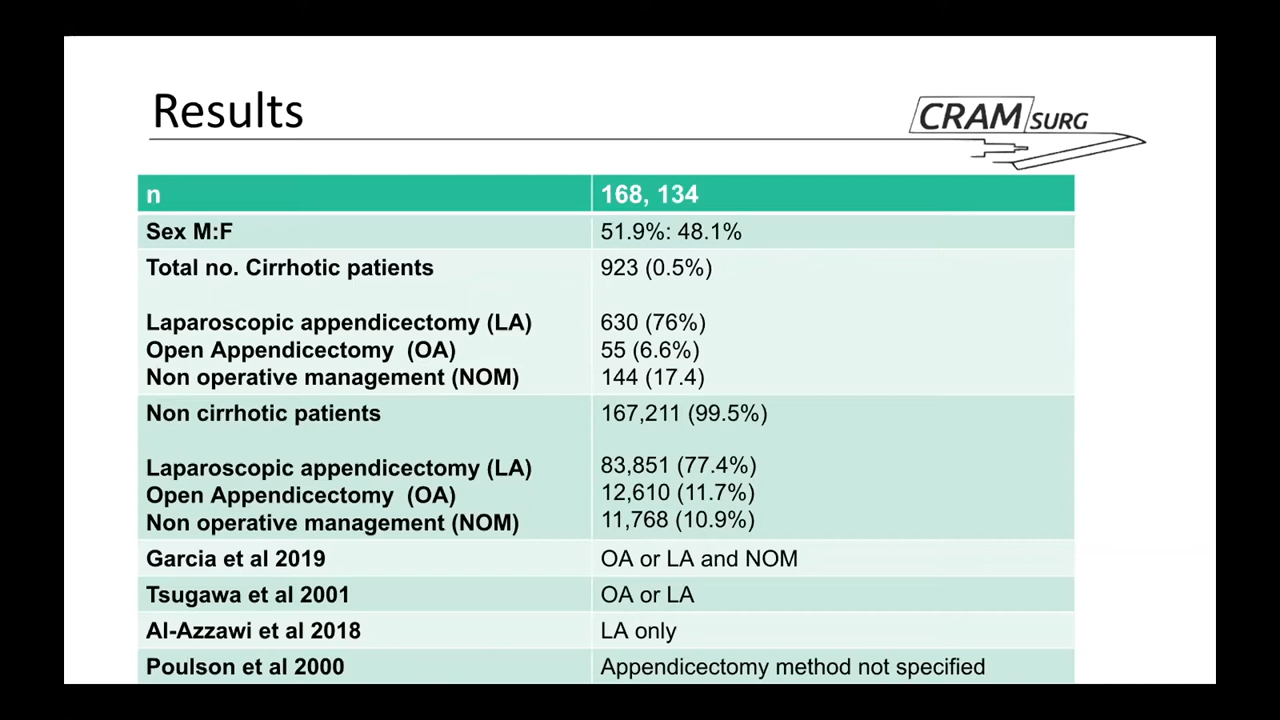 Results
CRAM SURG
n 168, 134
Sex M:F 51.9%: 48.1%
Total no. Cirrhotic patients 923 (0.5%)
Laparoscopic appendicectomy (LA) 630 (76%)
Open Appendicectomy (OA) 55 (6.6%)
Non operative management (NOM) 144 (17.4)
Non cirrhotic patients 167,211 (99.5%)
Laparoscopic appendicectomy (LA) 83,851 (77.4%)
Open Appendicectomy (OA) 12,610 (11.7%)
Non operative management (NOM) 11,768 (10.9%)
Garcia et al 2019 OA or LA and NOM
Tsugawa et al 2001 OA or LA
Al-Azzawi et al 2018 LA only
Poulson et al 2000 Appendicectomy method not specified